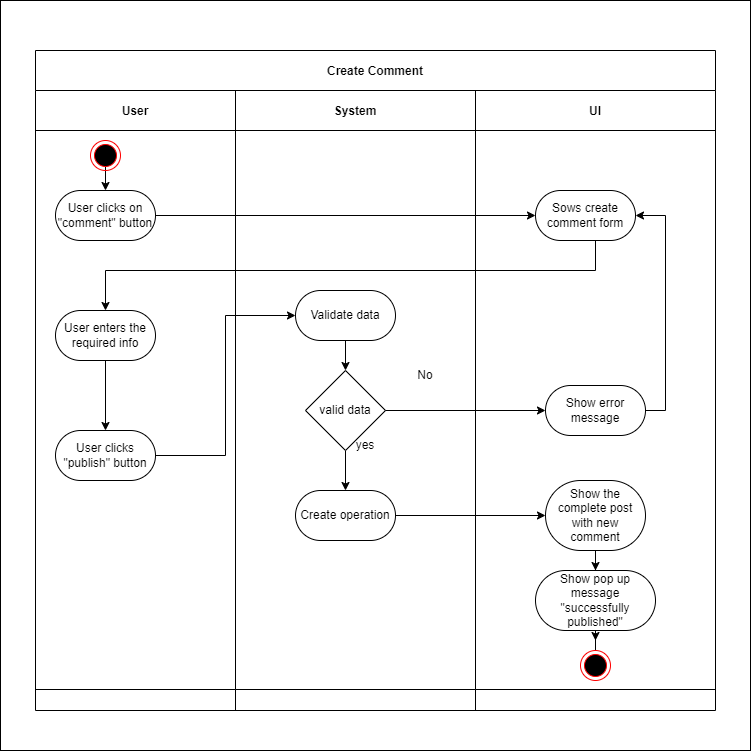 Create Comment
User
System
UI
User clicks on
"comment" button
Sows create
comment form
User enters the
required info
Validate data
valid data
No
Show error
message
yes
User clicks
"publish" button
Create operation
Show the
complete post
with new
comment
Show pop up
message
"successfully
published"